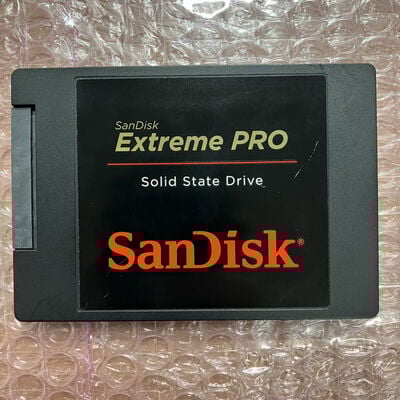 SanDisk
Extreme PRO
Solid State Drive
SanDisk®